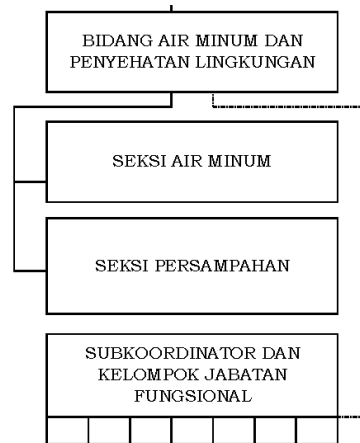 BIDANG AIR MINUM DAN
PENYEHATAN LINGKUNGAN
SEKSI AIR MINUM
SEKSI PERSAMPAHAN
SUBKOORDINATOR DAN
KELOMPOK JABATAN
FUNGSIONAL